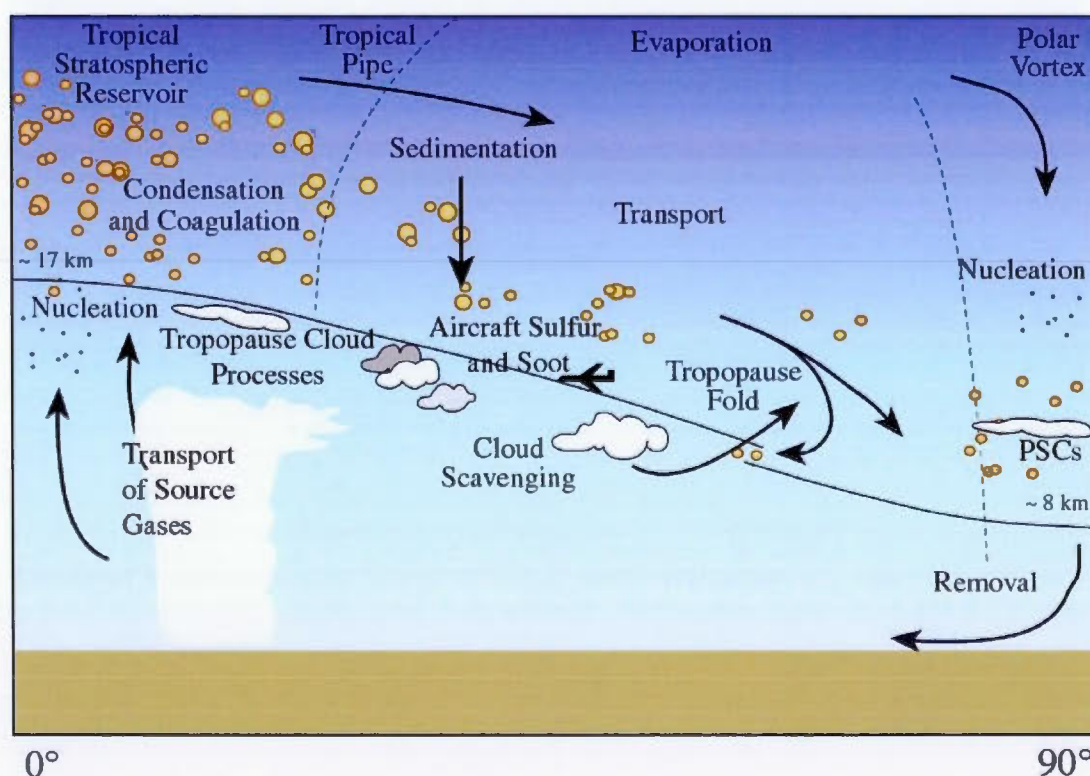 Tropical
Stratospheric
Reservoir
Tropical
Pipe
Evaporation
Polar
Vortex
Sedimentation
Condensation
and Coagulation
Transport
~ 17 km
Nucleation
Nucleation
Tropopause Cloud
Processes
Aircraft Sulfur
and Soot
Tropopause
Fold
Cloud
Scavenging
PSCs
Transport
of Source
Gases
~ 8 km
Removal
0°
90°